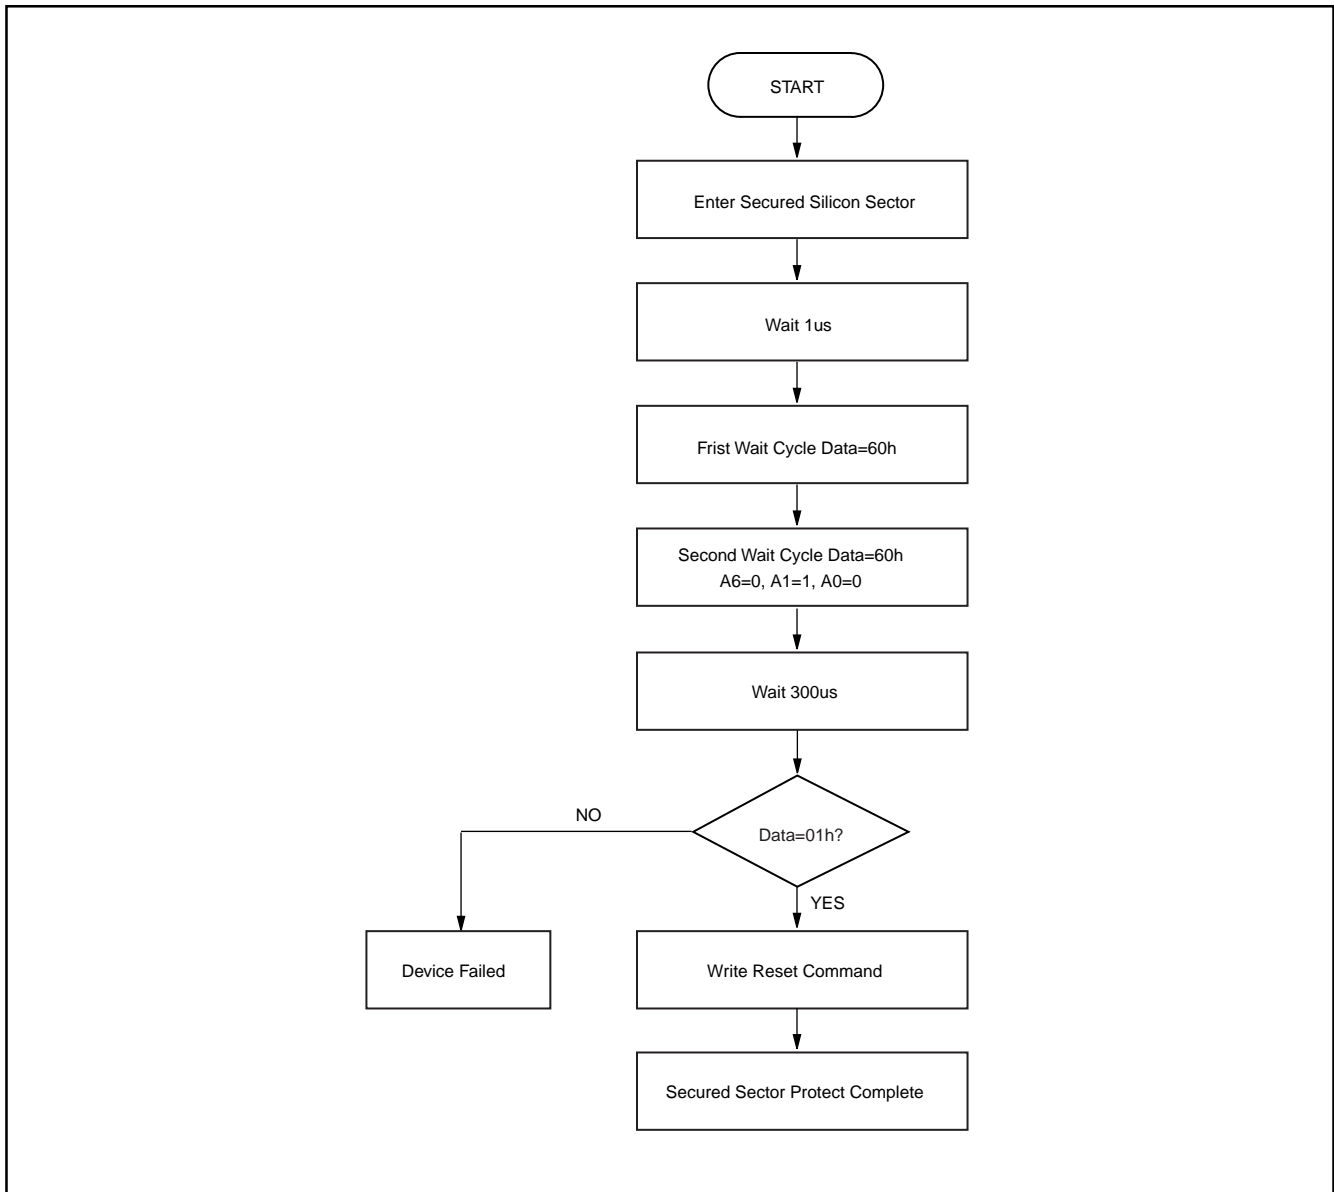 START
Enter Secured Silicon Sector
Wait 1us
Frist Wait Cycle Data=60h
Second Wait Cycle Data=60h
A6=0, A1=1, A0=0
Wait 300us
NO
Data=01h?
YES
Device Failed
Write Reset Command
Secured Sector Protect Complete